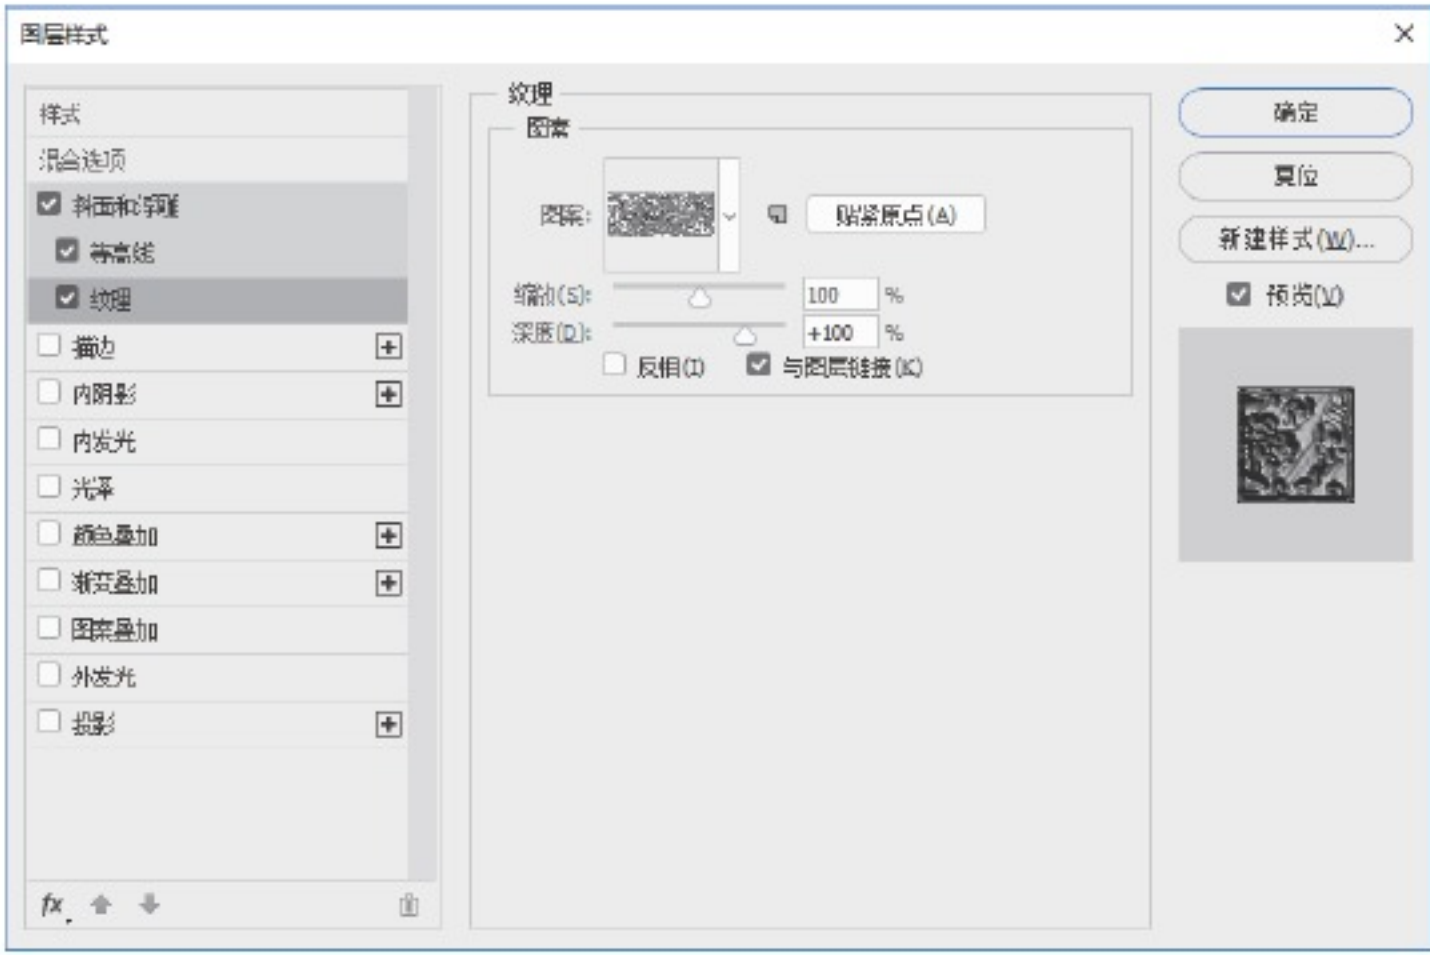 图层样式
样式
混合选项
斜面和浮雕
等高线
纹理
描边
内阴影
内发光
光泽
颜色叠加
渐变叠加
图案叠加
外发光
投影
fx
纹理
图素
图案:
贴紧原点(A)
缩放(S): 100 %
深度(D): +100 %
反相(I) 与图层链接(K)
确定
复位
新建样式(W)...
预览(V)